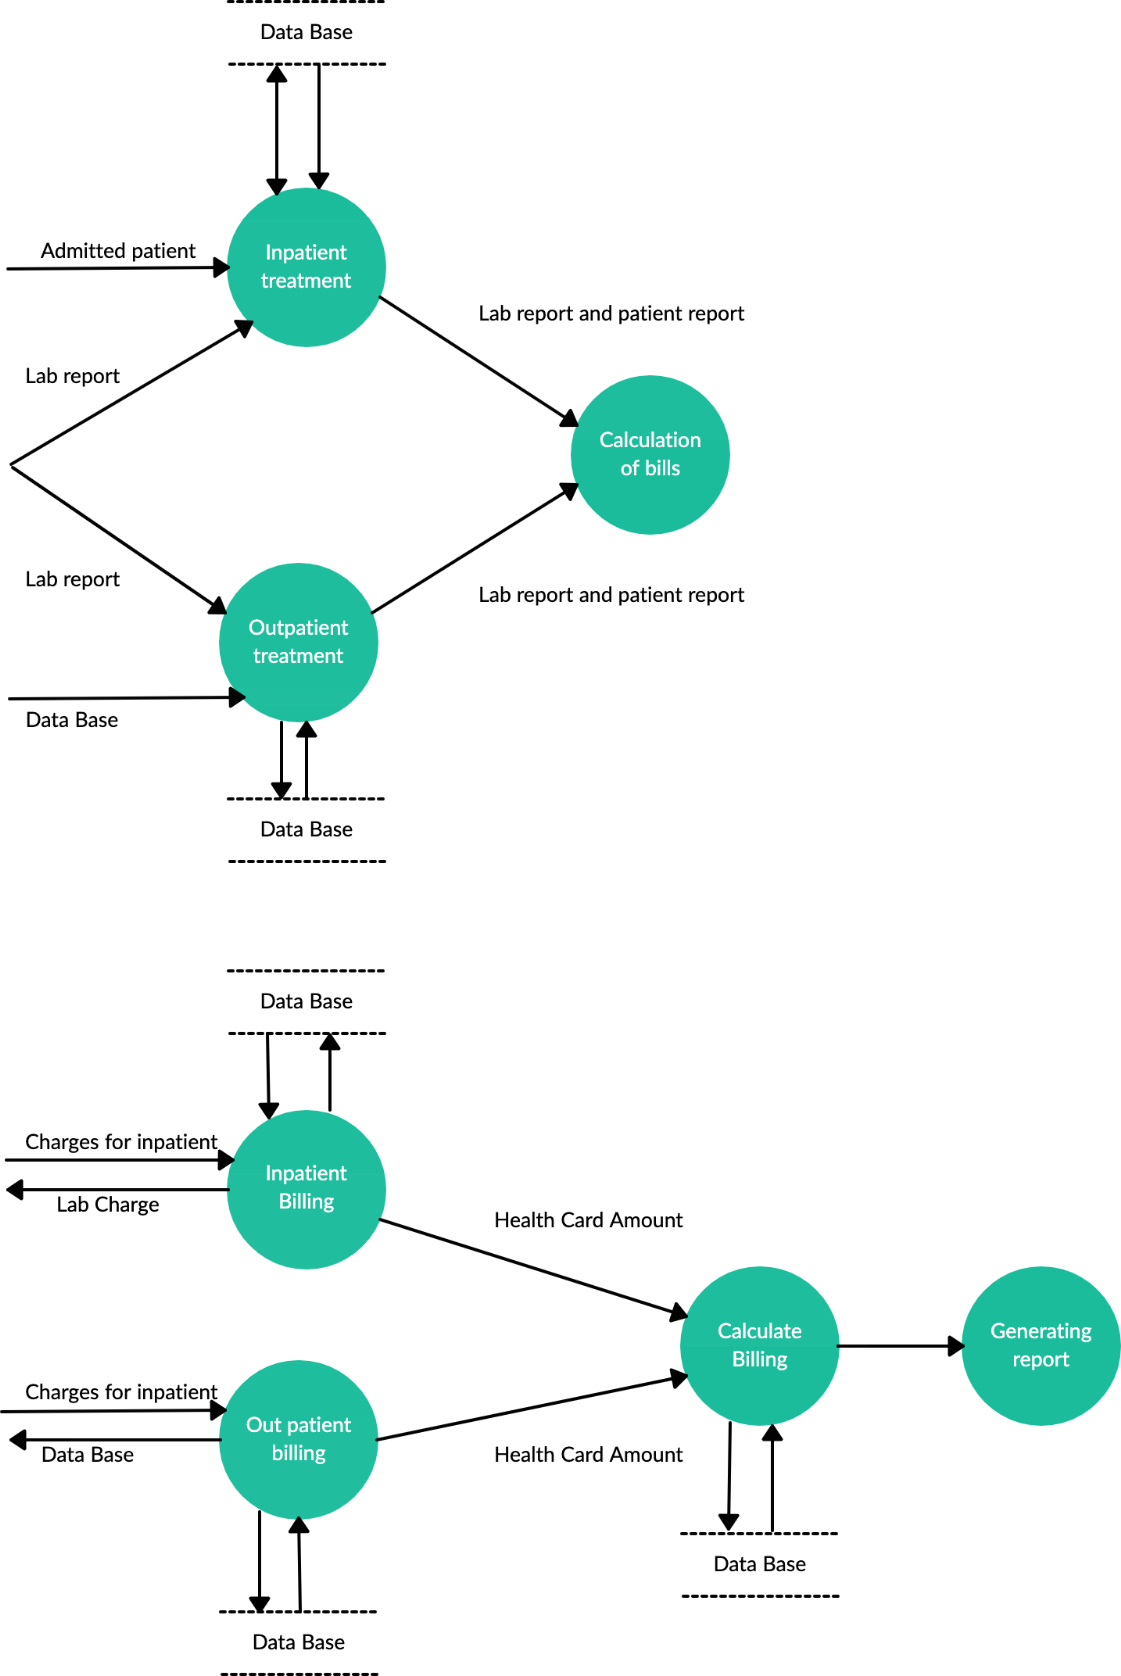 Data Base
Admitted patient
Inpatient
treatment
Lab report and patient report
Lab report
Calculation
of bills
Lab report
Lab report and patient report
Outpatient
treatment
Data Base
Data Base
Data Base
Charges for inpatient
Inpatient
Billing
Lab Charge
Health Card Amount
Calculate
Billing
Generating
report
Charges for inpatient
Out patient
billing
Data Base
Health Card Amount
Data Base
Data Base